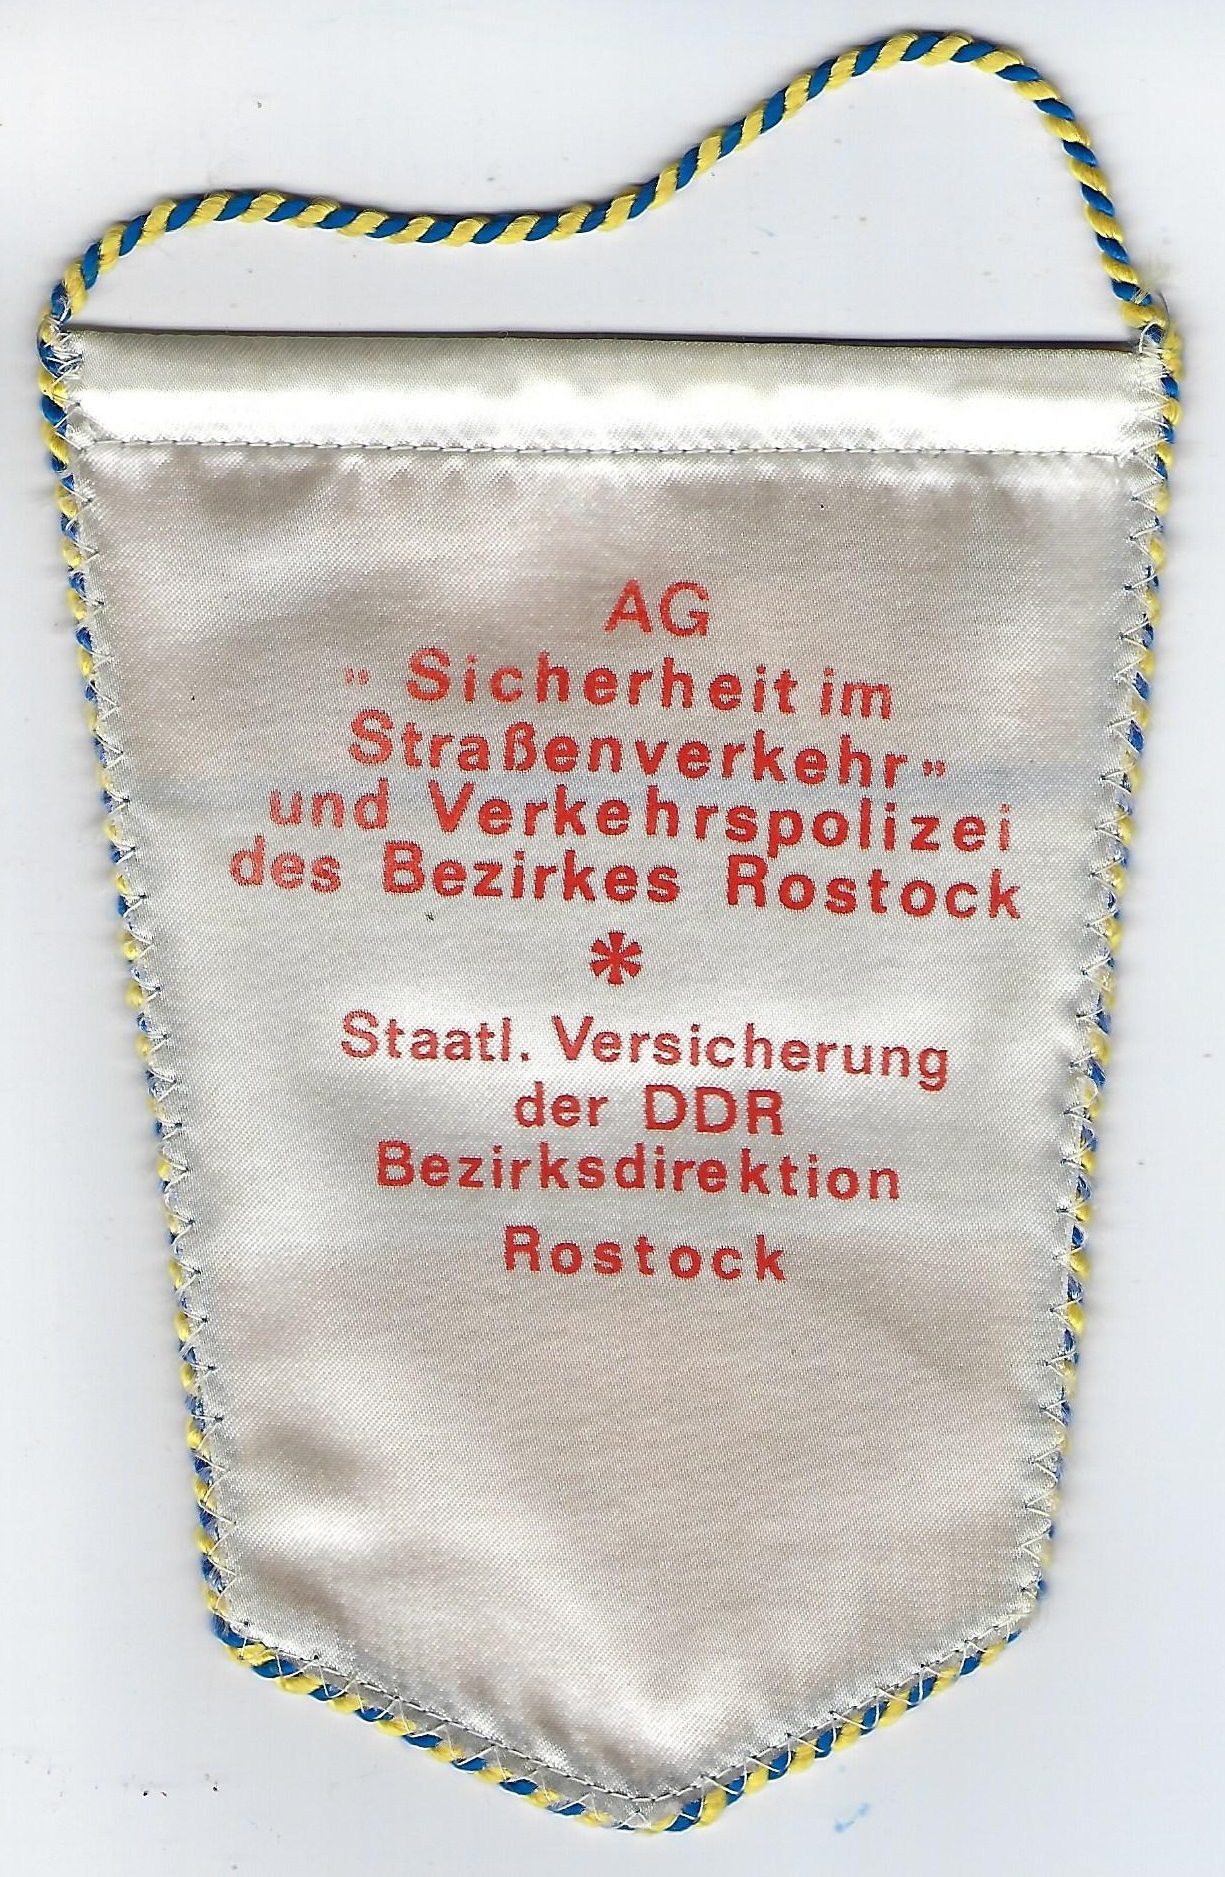 AG
" Sicherheit im
Straßenverkehr"
und Verkehrspolizei
des Bezirkes Rostock
*
Staatl. Versicherung
der DDR
Bezirksdirektion
Rostock